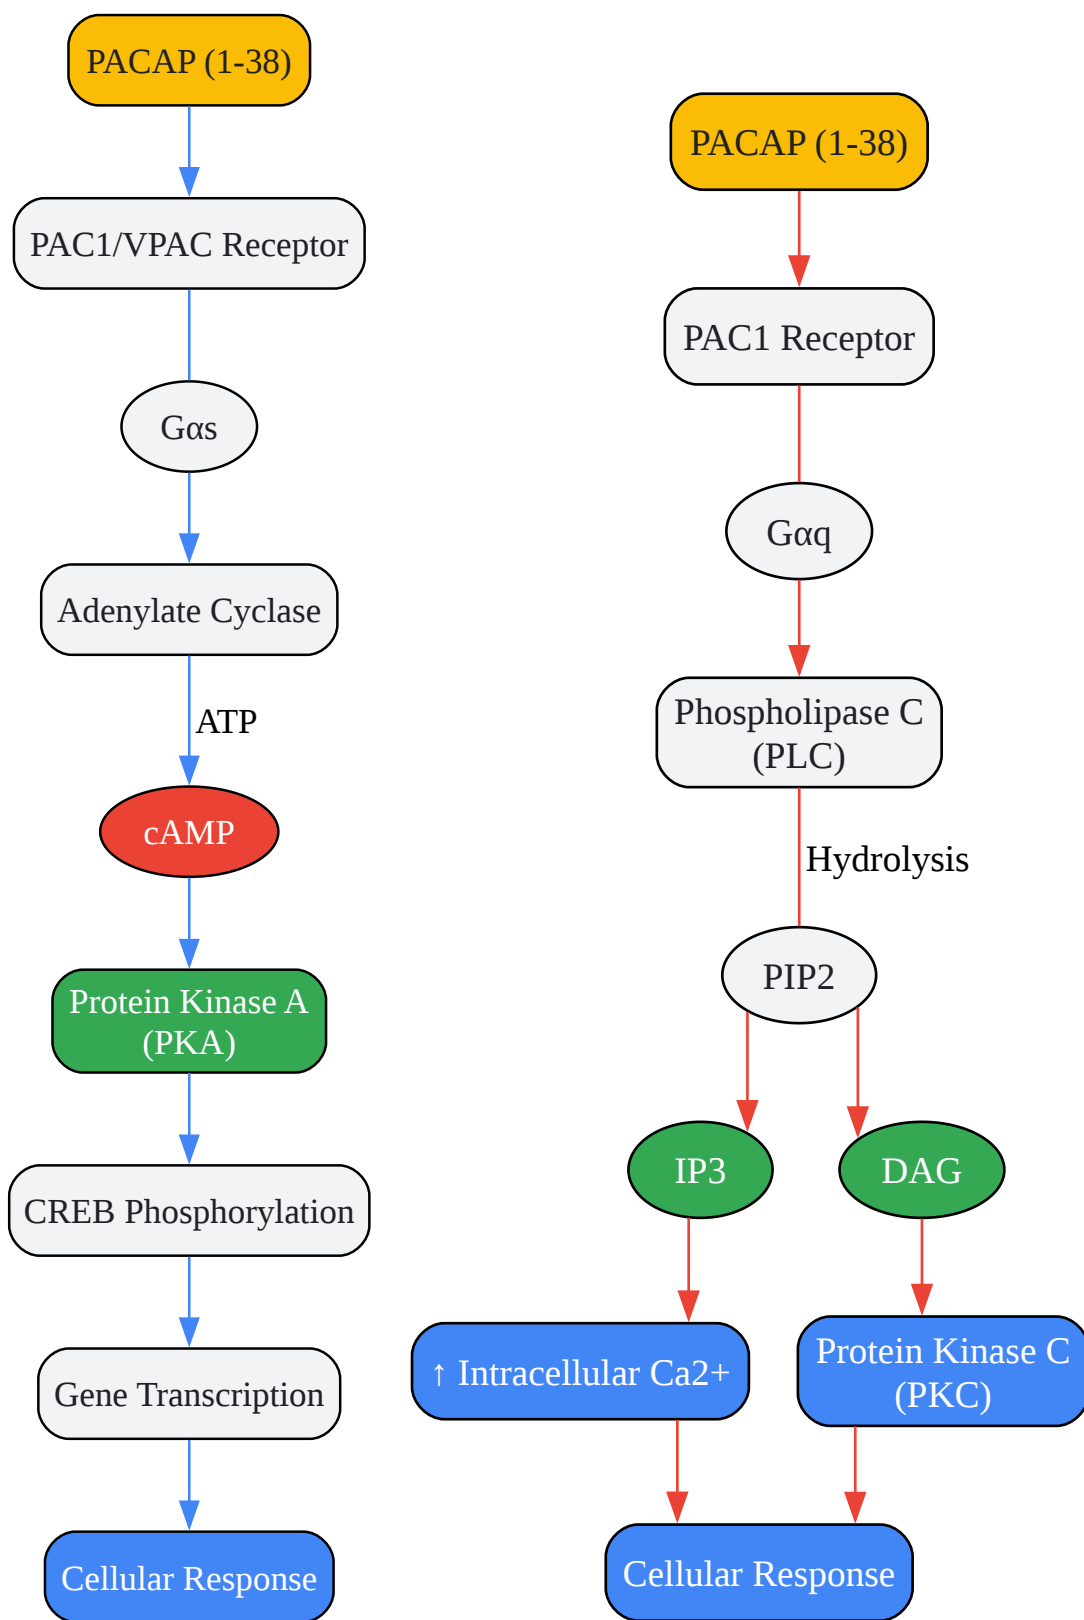 PACAP (1-38)
PAC1/VPAC Receptor
Gαs
Adenylate Cyclase
ATP
cAMP
Protein Kinase A
(PKA)
CREB Phosphorylation
Gene Transcription
Cellular Response
PACAP (1-38)
PAC1 Receptor
Gαq
Phospholipase C
(PLC)
Hydrolysis
PIP2
IP3
DAG
↑ Intracellular Ca2+
Protein Kinase C
(PKC)
Cellular Response